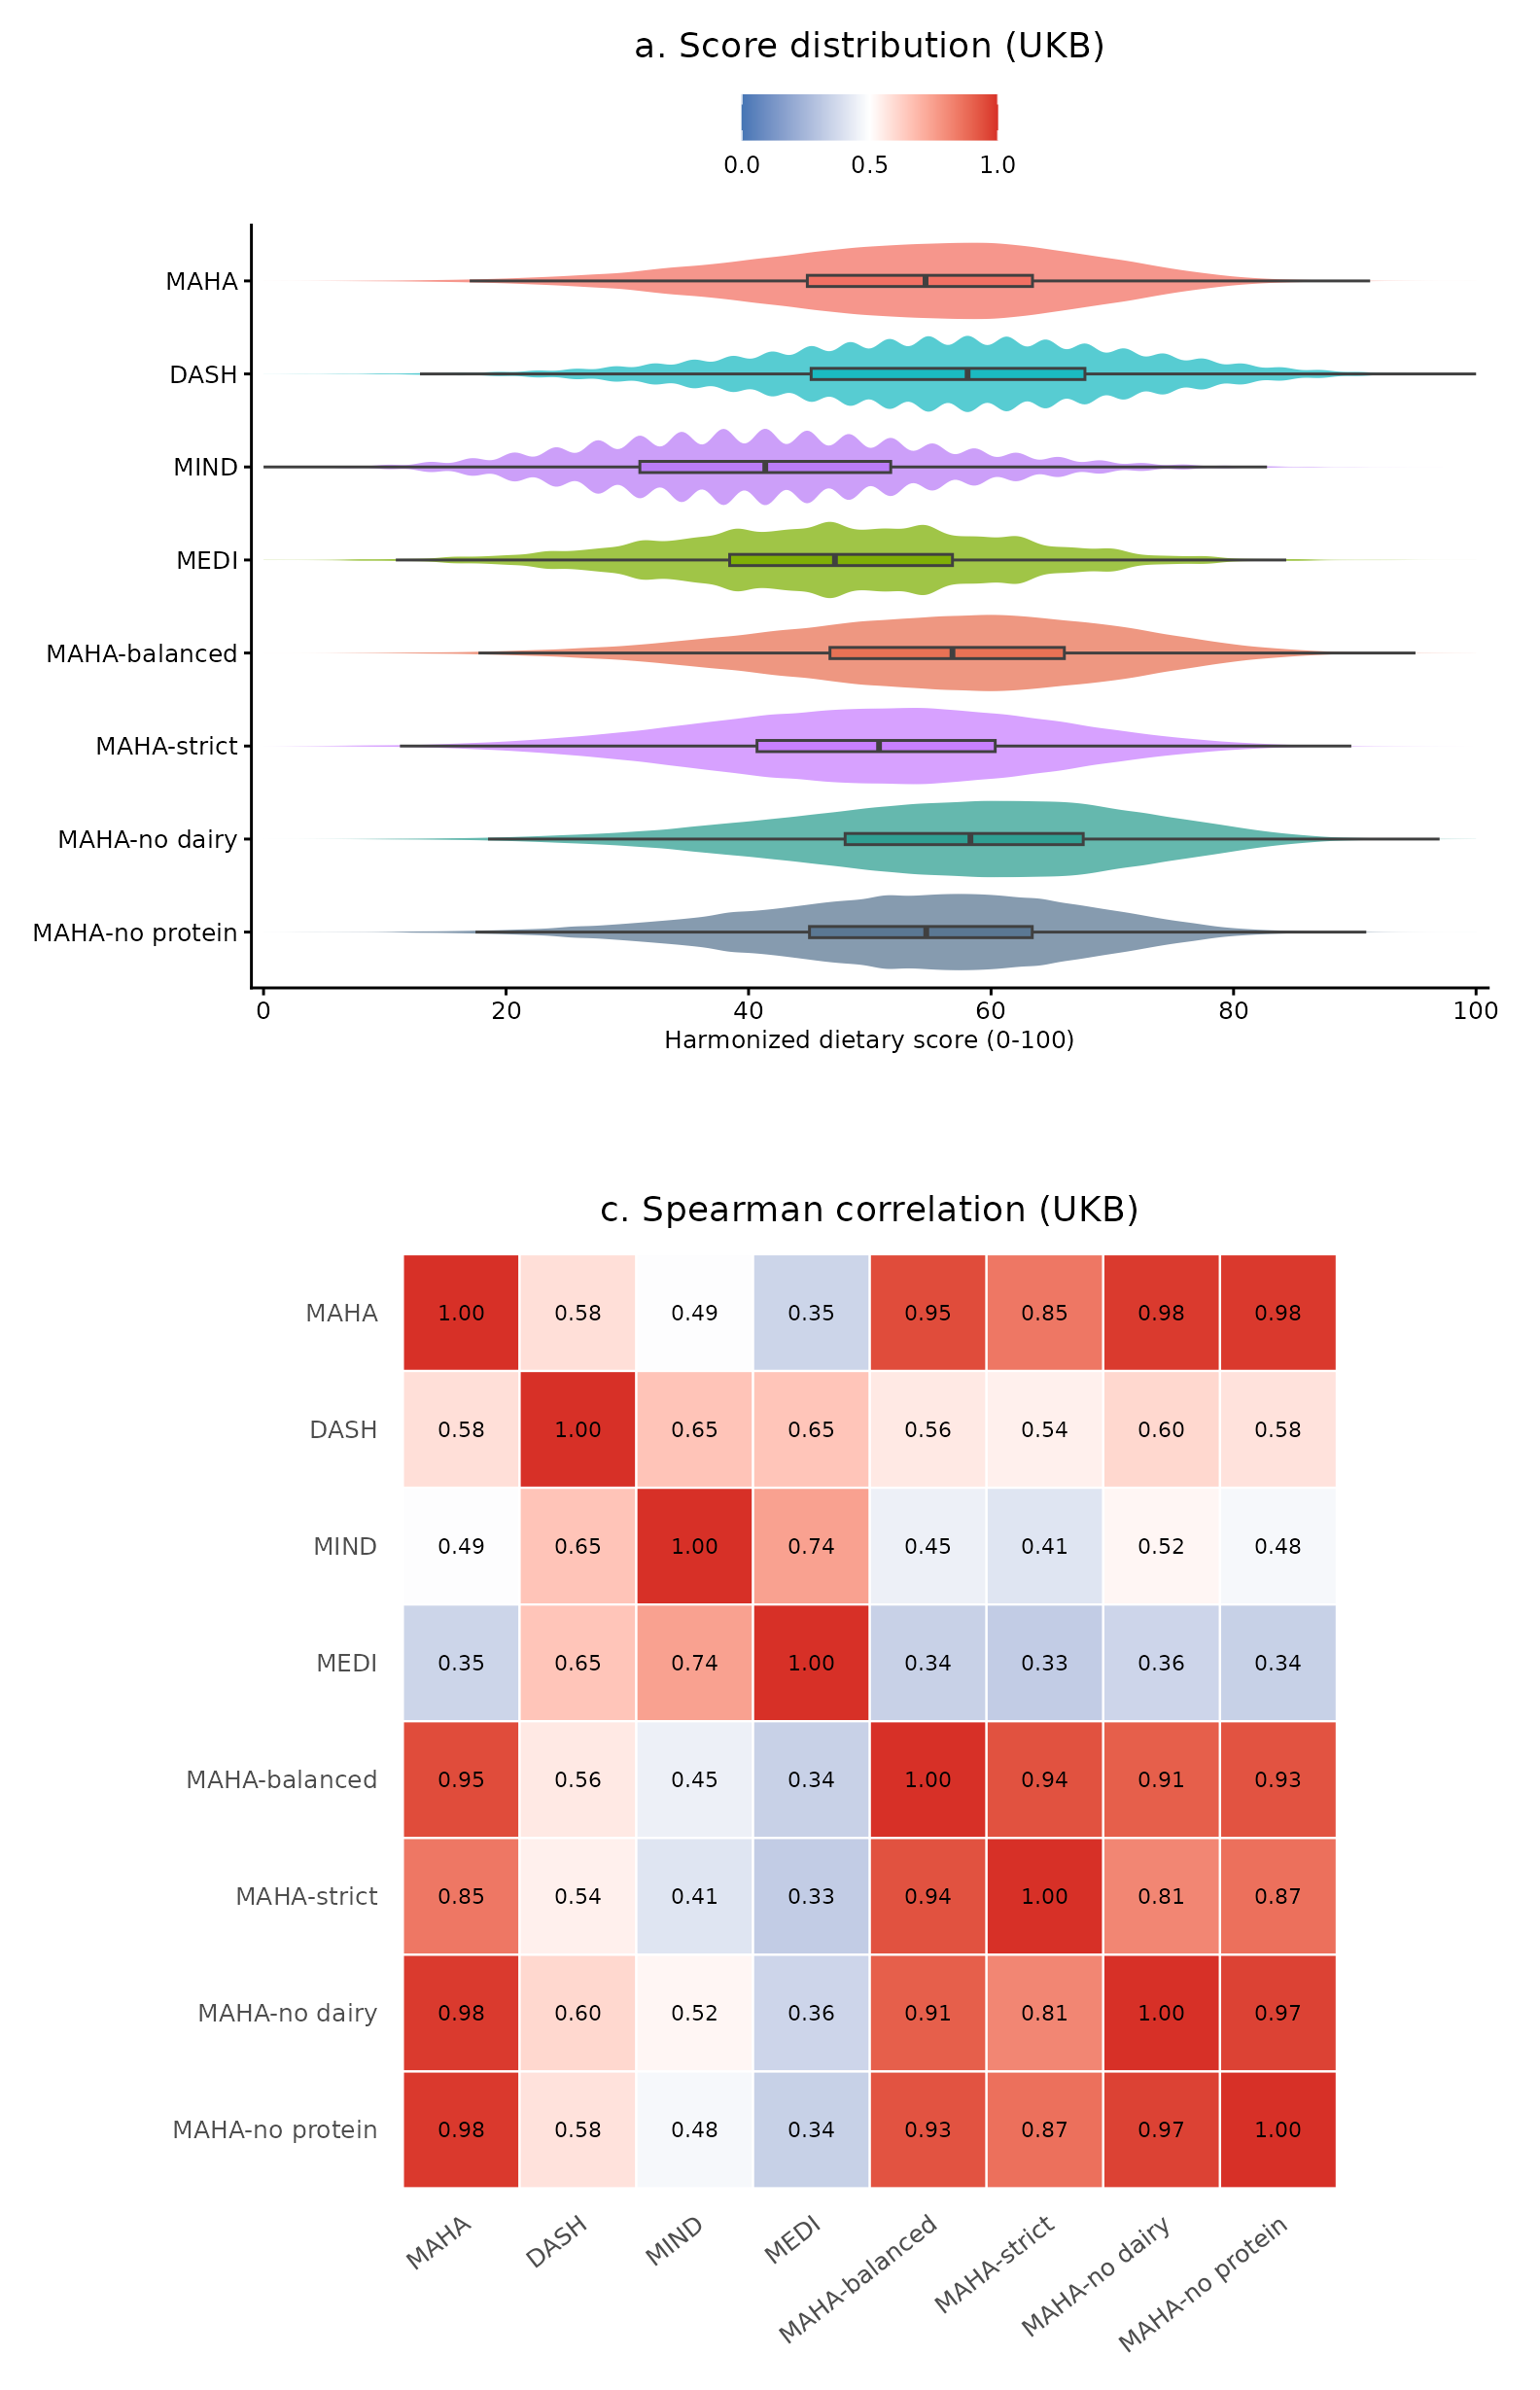 a. Score distribution (UKB)
0.0 0.5 1.0
MAHA
DASH
MIND
MEDI
MAHA-balanced
MAHA-strict
MAHA-no dairy
MAHA-no protein
0 20 40 60 80 100
Harmonized dietary score (0-100)
c. Spearman correlation (UKB)
MAHA 1.00 0.58 0.49 0.35 0.95 0.85 0.98 0.98
DASH 0.58 1.00 0.65 0.65 0.56 0.54 0.60 0.58
MIND 0.49 0.65 1.00 0.74 0.45 0.41 0.52 0.48
MEDI 0.35 0.65 0.74 1.00 0.34 0.33 0.36 0.34
MAHA-balanced 0.95 0.56 0.45 0.34 1.00 0.94 0.91 0.93
MAHA-strict 0.85 0.54 0.41 0.33 0.94 1.00 0.81 0.87
MAHA-no dairy 0.98 0.60 0.52 0.36 0.91 0.81 1.00 0.97
MAHA-no protein 0.98 0.58 0.48 0.34 0.93 0.87 0.97 1.00
MAHA DASH MIND MEDI MAHA-balanced MAHA-strict MAHA-no dairy MAHA-no protein